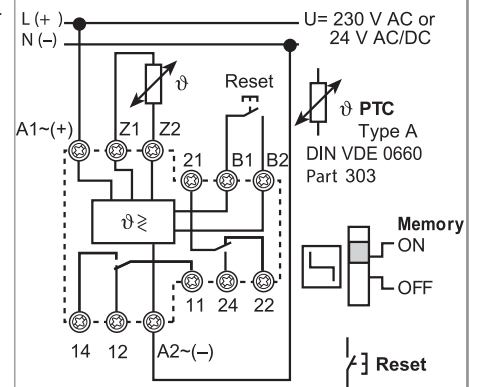 L (+)
U= 230 V AC or
N (–)
24 V AC/DC
ϑ
Reset
ϑ PTC
A1~(+)
Z1
Z2
Type A
21
B1
B2
DIN VDE 0660
Part 303
ϑ≷
Memory
ON
OFF
11
24
22
14
12
A2~(–)
Reset